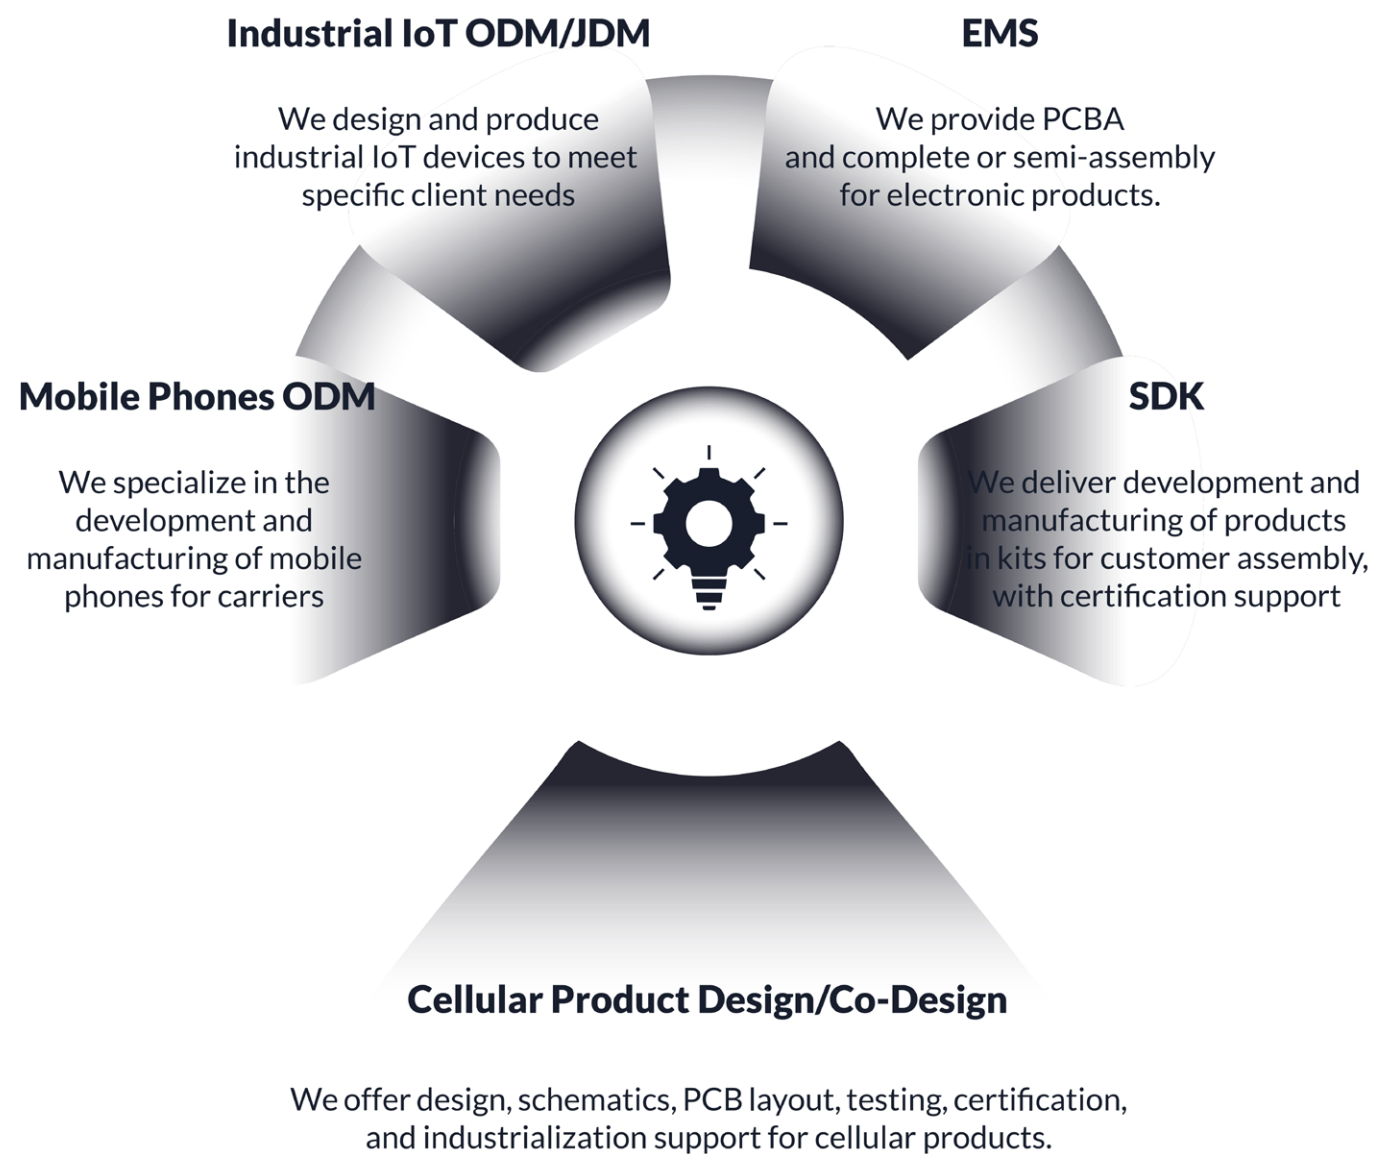 Industrial IoT ODM/JDM
We design and produce
industrial IoT devices to meet
specific client needs
EMS
We provide PCBA
and complete or semi-assembly
for electronic products.
Mobile Phones ODM
We specialize in the
development and
manufacturing of mobile
phones for carriers
SDK
We deliver development and
manufacturing of products
in kits for customer assembly,
with certification support
Cellular Product Design/Co-Design
We offer design, schematics, PCB layout, testing, certification,
and industrialization support for cellular products.